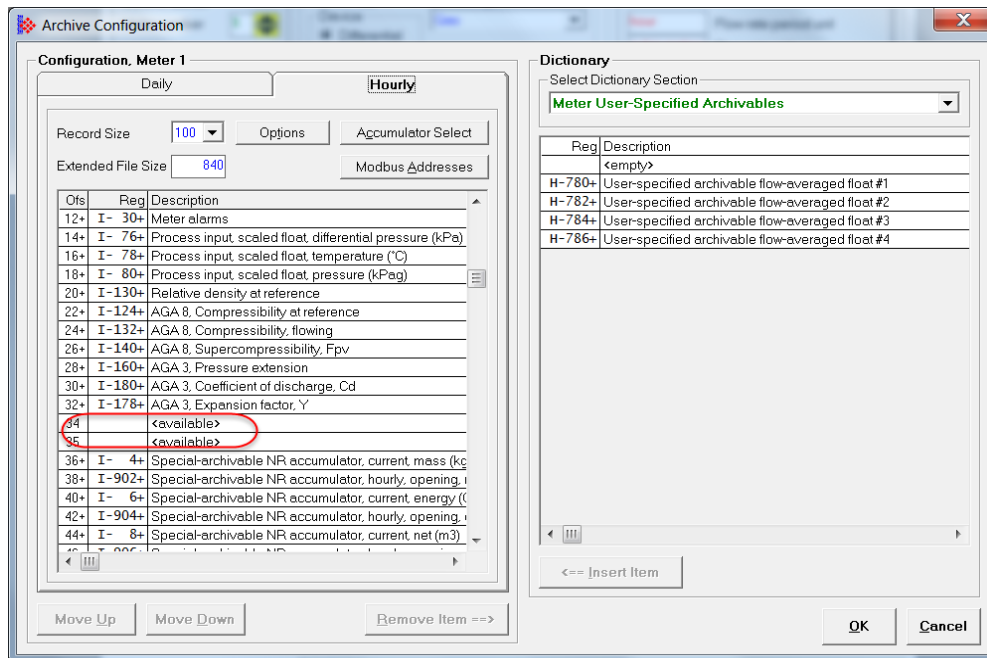 Archive Configuration
Configuration, Meter 1
Daily
Hourly
Record Size 100 Options Accumulator Select
Extended File Size 840 Modbus Addresses
Ofs Reg Description
12+ I- 30+ Meter alarms
14+ I- 76+ Process input, scaled float, differential pressure (kPa)
16+ I- 78+ Process input, scaled float, temperature (°C)
18+ I- 80+ Process input, scaled float, pressure (kPag)
20+ I-130+ Relative density at reference
22+ I-124+ AGA 8, Compressibility at reference
24+ I-132+ AGA 8, Compressibility, flowing
26+ I-140+ AGA 8, Supercompressibility, Fpv
28+ I-160+ AGA 3, Pressure extension
30+ I-180+ AGA 3, Coefficient of discharge, Cd
32+ I-178+ AGA 3, Expansion factor, Y
34 <available>
35 <available>
36+ I- 4+ Special-archivable NR accumulator, current, mass (kg
38+ I-902+ Special-archivable NR accumulator, hourly, opening,
40+ I- 6+ Special-archivable NR accumulator, current, energy (
42+ I-904+ Special-archivable NR accumulator, hourly, opening,
44+ I- 8+ Special-archivable NR accumulator, current, net (m3)
Move Up Move Down Remove Item ==>
Dictionary
Select Dictionary Section
Meter User-Specified Archivables
Reg Description
<empty>
H-780+ User-specified archivable flow-averaged float #1
H-782+ User-specified archivable flow-averaged float #2
H-784+ User-specified archivable flow-averaged float #3
H-786+ User-specified archivable flow-averaged float #4
<== Insert Item
OK Cancel